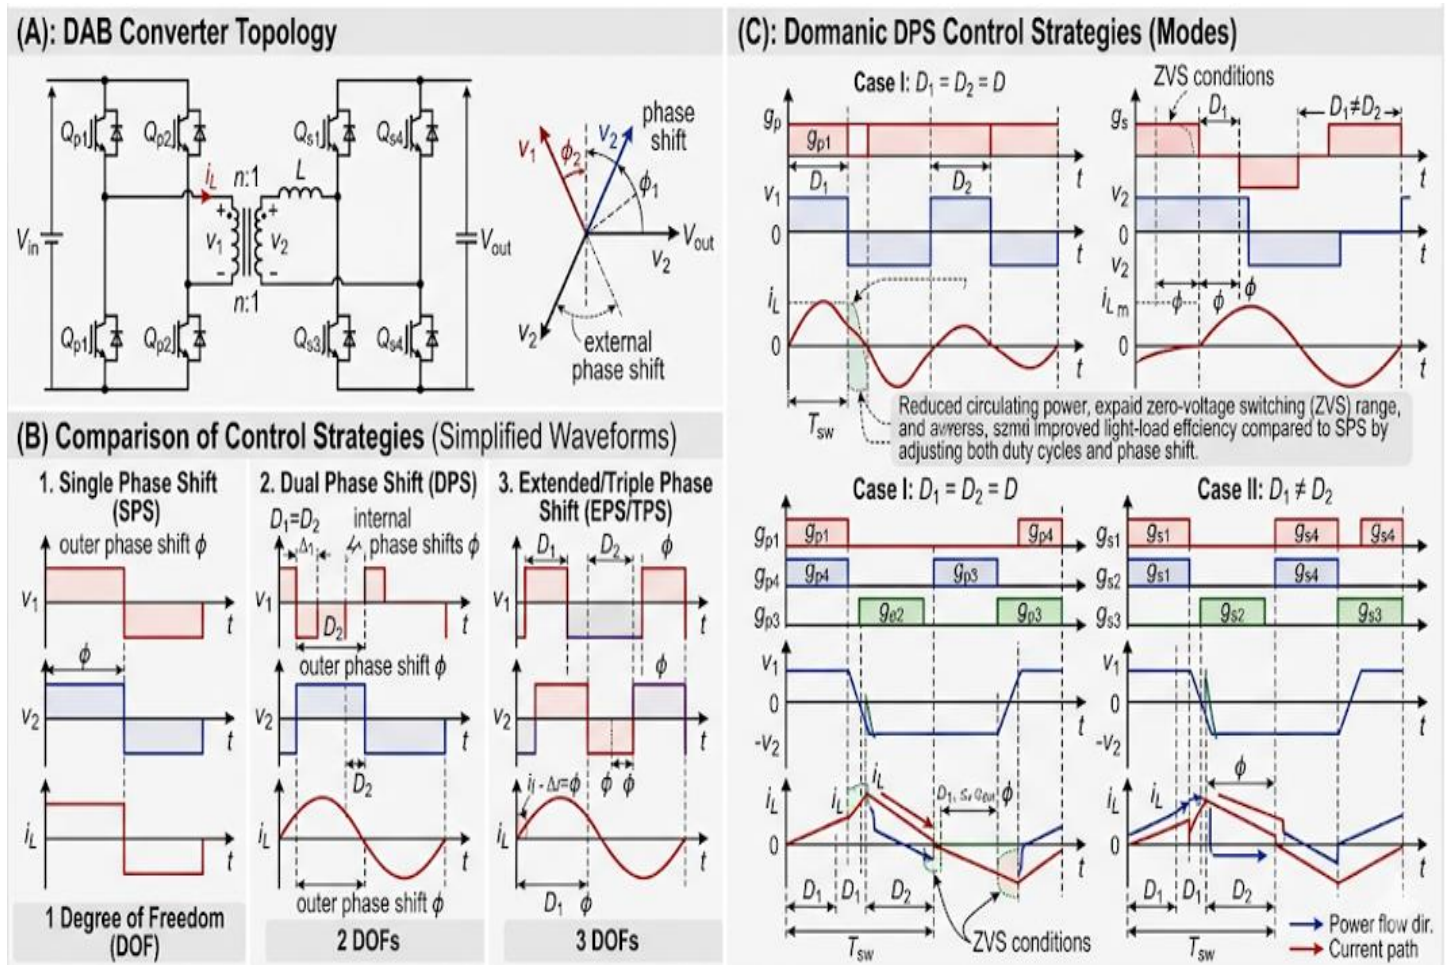 (A): DAB Converter Topology
Qp1
Qp2
Qs1
Qs4
iL
n:1
L
Vin
+
v1
-
+
v2
-
n:1
Vout
Qp1
Qp2
Qs3
Qs4
phase
shift
v1
ϕ2
v2
ϕ1
Vout
v2
v2
external
phase shift
(B) Comparison of Control Strategies (Simplified Waveforms)
1. Single Phase Shift
(SPS)
outer phase shift ϕ
v1
t
ϕ
v2
t
iL
t
1 Degree of Freedom
(DOF)
2. Dual Phase Shift (DPS)
D1=D2
internal
phase shifts ϕ
Δ1
v1
t
D2
outer phase shift ϕ
v2
t
D2
iL
t
outer phase shift ϕ
2 DOFs
3. Extended/Triple Phase
Shift (EPS/TPS)
D1
D2
ϕ
v1
t
ϕ
v2
t
ϕ ϕ
iL
t
D1 ϕ
3 DOFs
(C): Dormanic DPS Control Strategies (Modes)
Case I: D1 = D2 = D
gp
gp1
t
D1
D2
v1
0
t
iL
0
t
Tsw
ZVS conditions
D1
D1≠D2
gs
t
v2
0
t
v2
ϕ
ϕ
ϕ
iL m
0
t
Reduced circulating power, expaid zero-voltage switching (ZVS) range,
and improved light-load effciency compared to SPS by
adjusting both duty cycles and phase shift.
Case I: D1 = D2 = D
gp1
gp1
gp4
gp4
gp4
gp3
gp3
ge2
gp3
v1
0
t
-v2
iL
iL
iL
ϕ
0
t
D1
D1
D2
Tsw
ZVS conditions
Case II: D1 ≠ D2
gs1
gs1
gs4
gs4
gs2
gs1
gs4
gs3
gs2
gs3
v1
0
t
-v2
ϕ
iL
iL
0
t
D1
D1
D2
Tsw
Power flow dir.
Current path